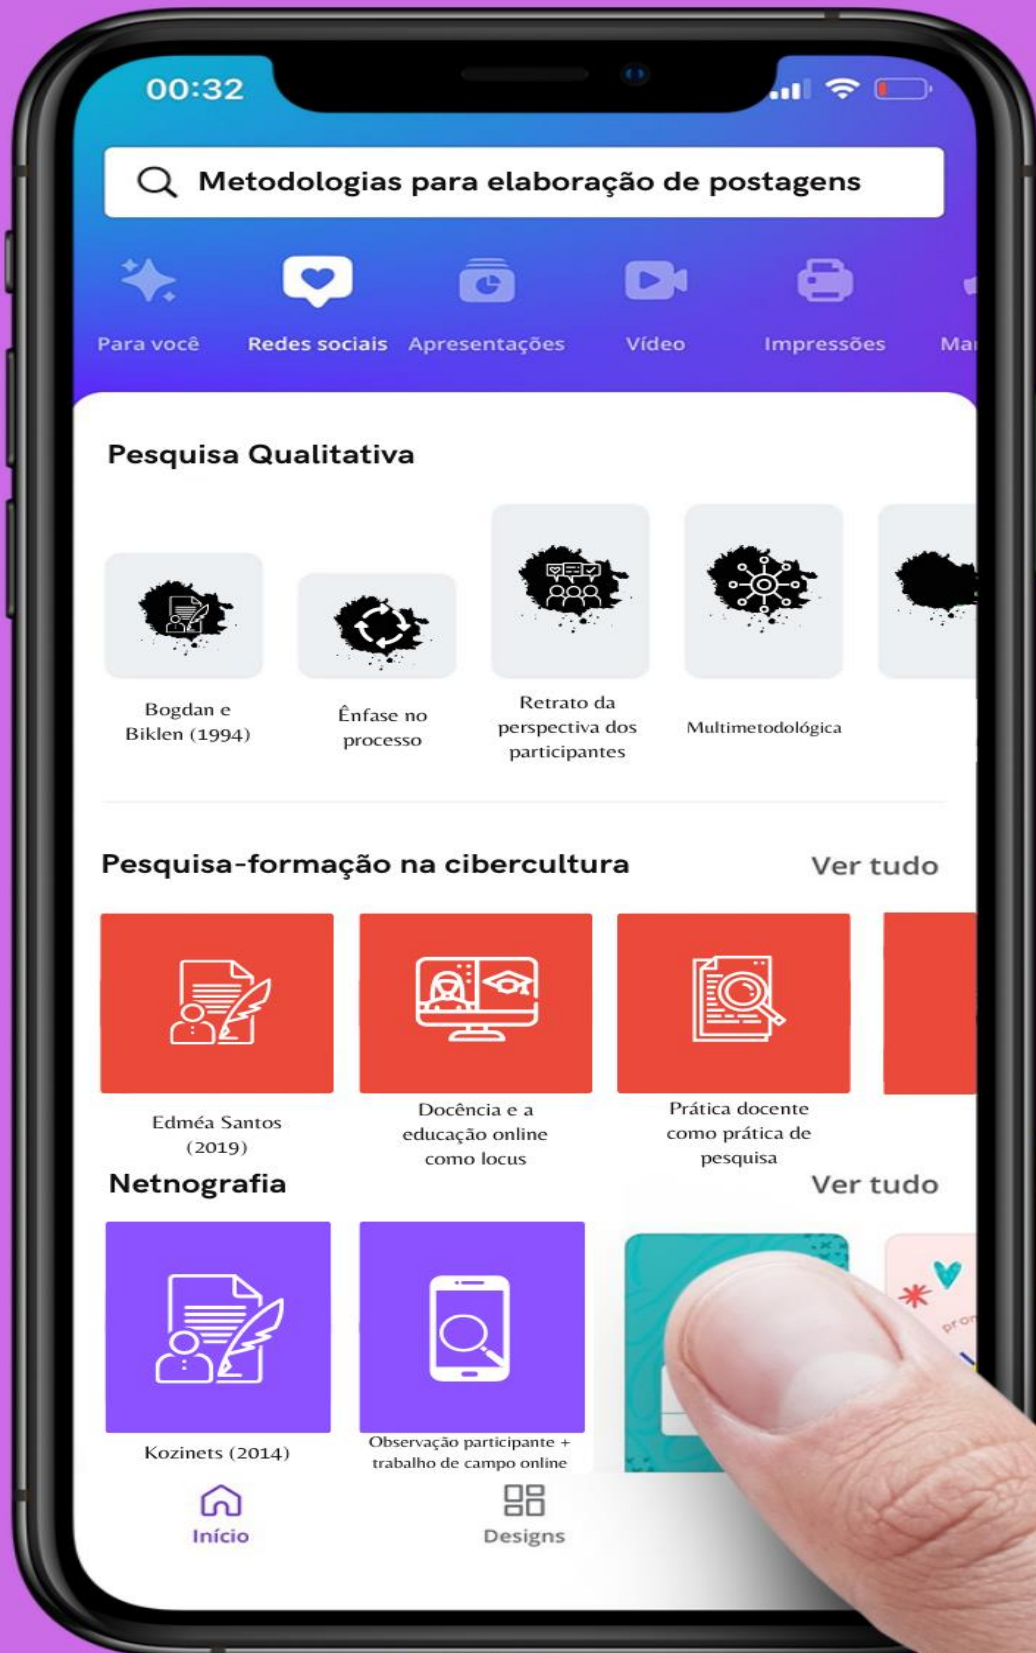 00:32
Metodologias para elaboração de postagens
Para você
Redes sociais
Apresentações
Vídeo
Impressões
Pesquisa Qualitativa
Bogdan e
Biklen (1994)
Ênfase no
processo
Retrato da
perspectiva dos
participantes
Multimetodológica
Pesquisa-formação na cibercultura
Ver tudo
Edméa Santos
(2019)
Docência e a
educação online
como locus
Prática docente
como prática de
pesquisa
Netnografia
Ver tudo
Kozinets (2014)
Observação participante +
trabalho de campo online
Início
Designs